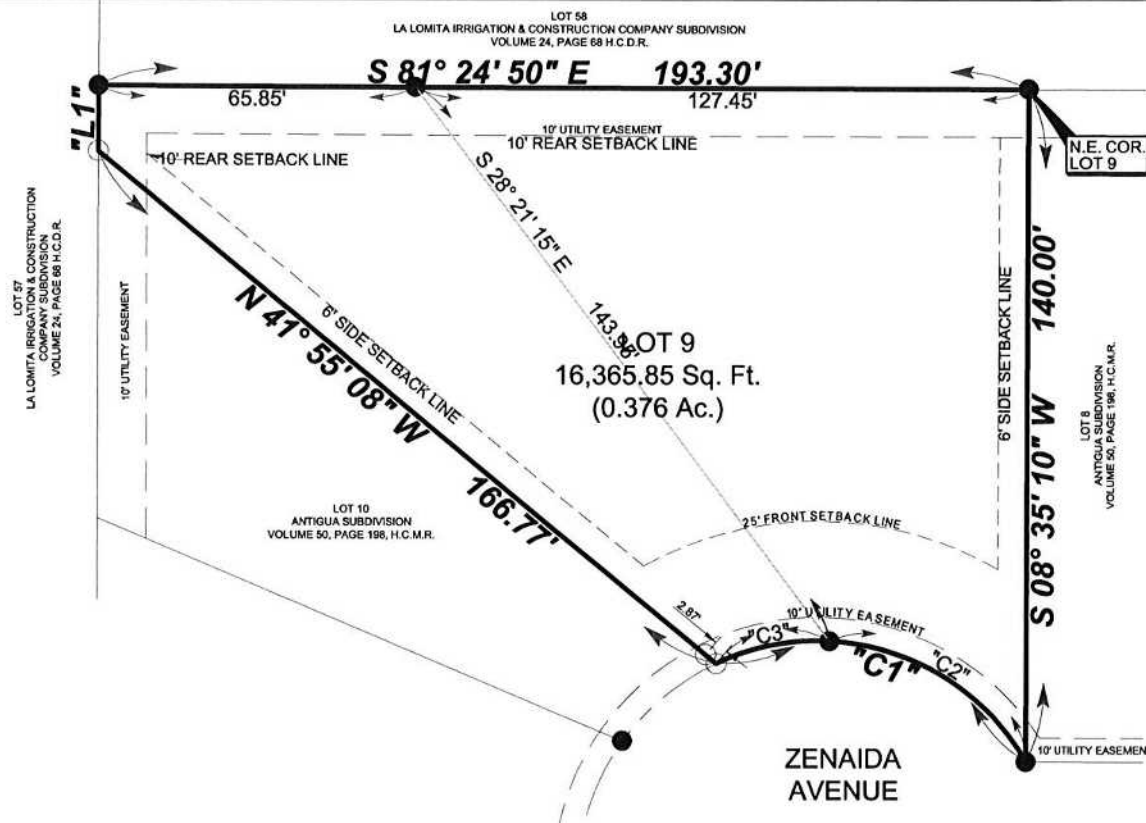 LOT 58
LA LOMITA IRRIGATION & CONSTRUCTION COMPANY SUBDIVISION
VOLUME 24, PAGE 68 H.C.D.R.
S 81° 24' 50" E 193.30'
65.85'
127.45'
"L1"
10' UTILITY EASEMENT
10' REAR SETBACK LINE
10' REAR SETBACK LINE
N.E. COR.
LOT 9
LOT 57
LA LOMITA IRRIGATION & CONSTRUCTION
COMPANY SUBDIVISION
VOLUME 24, PAGE 68 H.C.D.R.
10' UTILITY EASEMENT
S 28° 21' 15" E
143.95'
N 41° 55' 08" W
166.77'
6' SIDE SETBACK LINE
LOT 9
16,365.85 Sq. Ft.
(0.376 Ac.)
6' SIDE SETBACK LINE
S 08° 35' 10" W 140.00'
LOT 8
ANTIGUA SUBDIVISION
VOLUME 50, PAGE 198, H.C.M.R.
LOT 10
ANTIGUA SUBDIVISION
VOLUME 50, PAGE 198, H.C.M.R.
25' FRONT SETBACK LINE
2.87'
10' UTILITY EASEMENT
"C3"
"C1"
"C2"
ZENAIDA
AVENUE
10' UTILITY EASEMEN